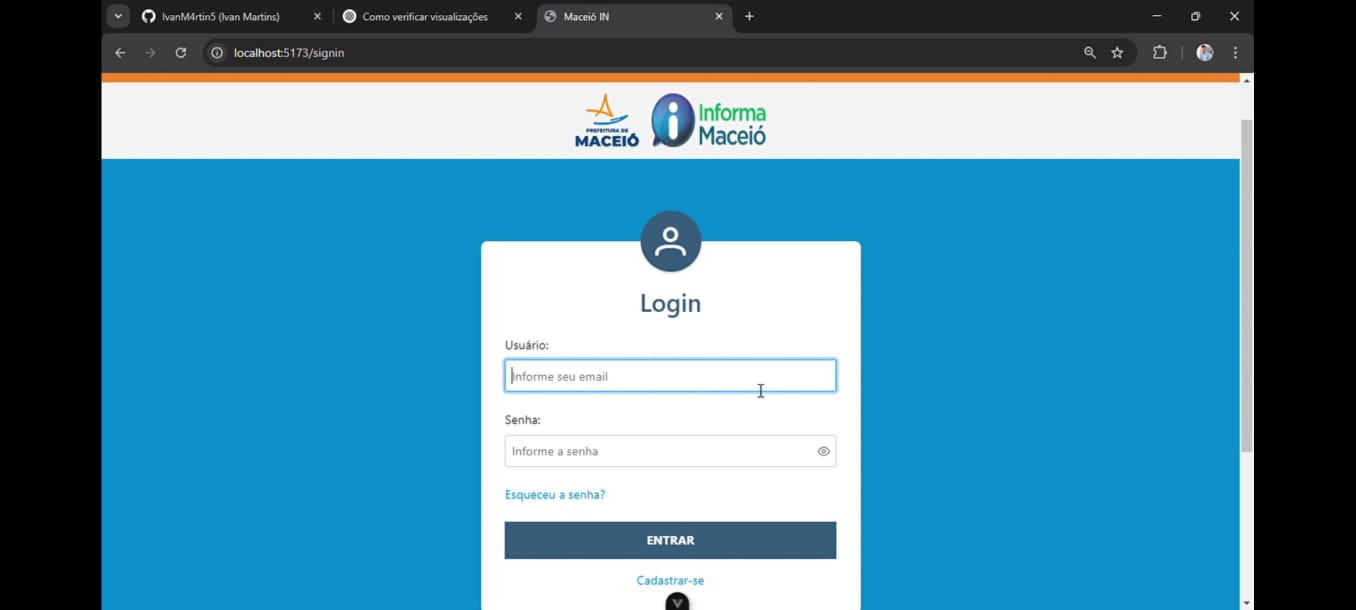 IvanM4rtin5 (Ivan Martins)
Como verificar visualizações
Maceió IN
localhost:5173/signin
PREFEITURA DE
MACEIÓ
Informa
Maceió
Login
Usuário:
Informe seu email
Senha:
Informe a senha
Esqueceu a senha?
ENTRAR
Cadastrar-se